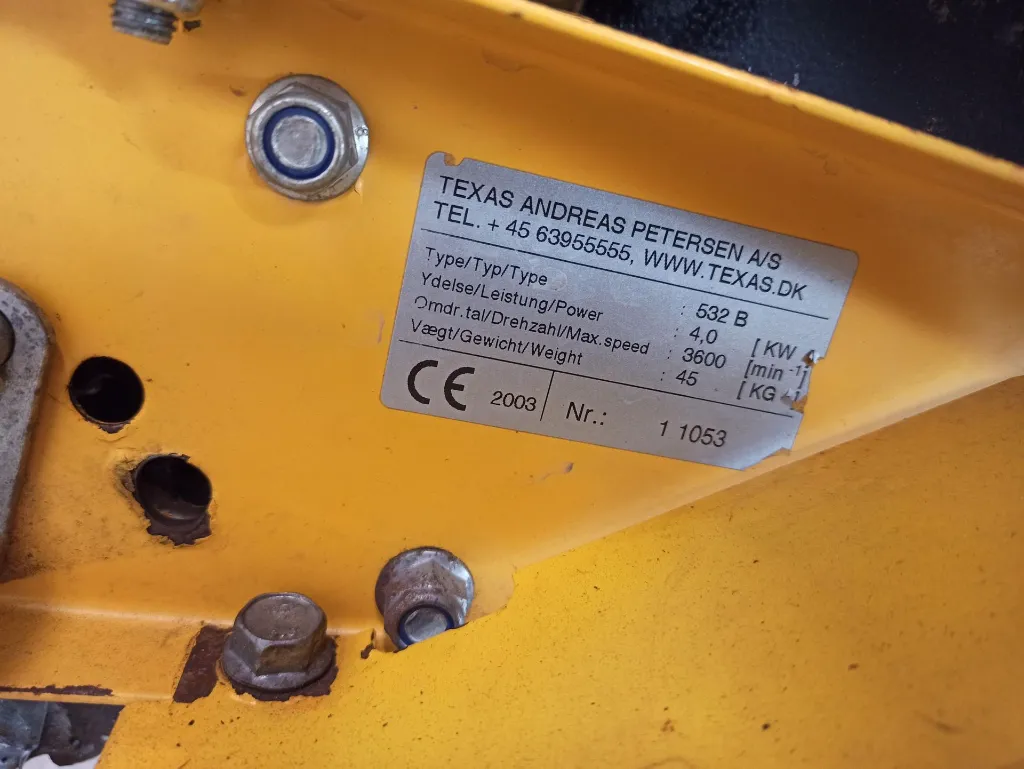 TEXAS ANDREAS PETERSEN A/S
TEL. + 45 63955555, WWW.TEXAS.DK
Type/Typ/Type : 532 B
Ydelse/Leistung/Power : 4,0 [ KW
Omdr.tal/Drehzahl/Max.speed : 3600 [min -1]
Vægt/Gewicht/Weight : 45 [ KG
CE 2003 Nr.: 1 1053